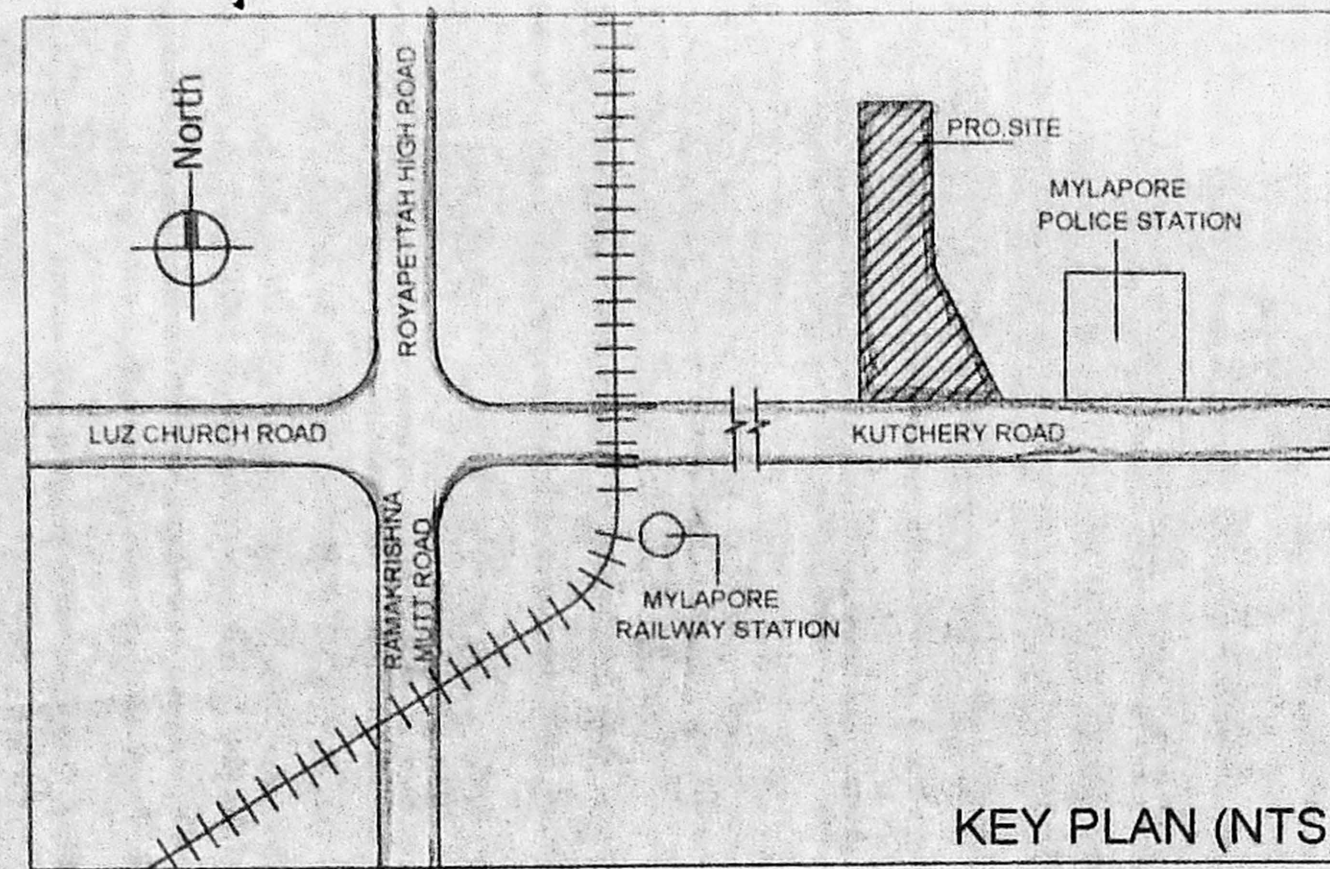 North
ROYAPETTAH HIGH ROAD
PRO.SITE
MYLAPORE
POLICE STATION
LUZ CHURCH ROAD
KUTCHERY ROAD
RAMAKRISHNA
MUTT ROAD
MYLAPORE
RAILWAY STATION
KEY PLAN (NTS